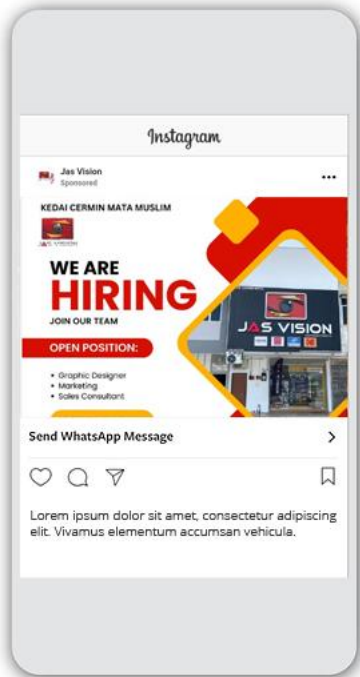 Instagram
Jas Vision
Sponsored
KEDAI CERMIN MATA MUSLIM
JAS VISION
WE ARE
HIRING
JOIN OUR TEAM
JAS VISION
OPEN POSITION:
• Graphic Designer
• Marketing
• Sales Consultant
Send WhatsApp Message
Lorem ipsum dolor sit amet, consectetur adipiscing
elit. Vivamus elementum accumsan vehicula.